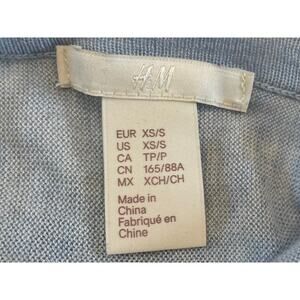 H&M
EUR XS/S
US XS/S
CA TP/P
CN 165/88A
MX XCH/CH
Made in
China
Fabriqué en
Chine